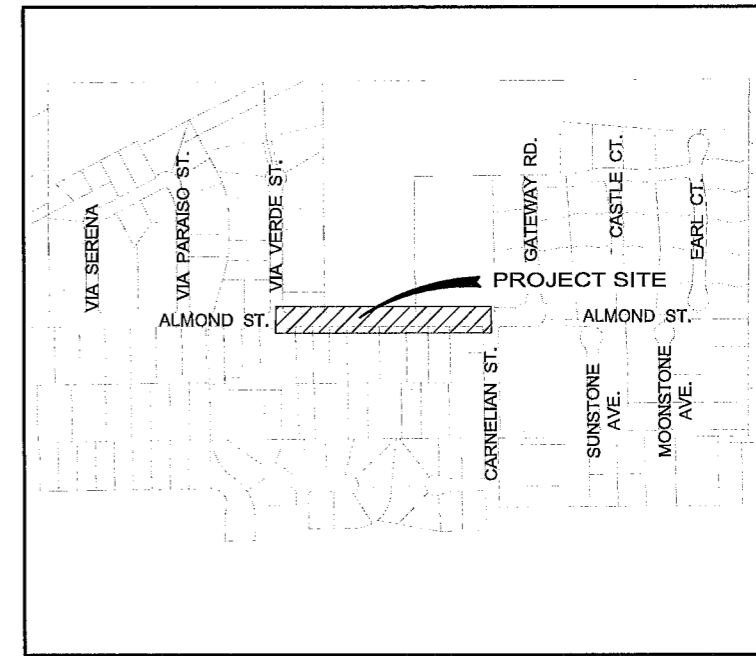 VIA SERENA
VIA PARAISO ST.
VIA VERDE ST.
GATEWAY RD.
CASTLE CT.
EARL CT.
PROJECT SITE
ALMOND ST.
ALMOND ST.
CARNELIAN ST.
SUNSTONE
AVE.
MOONSTONE
AVE.